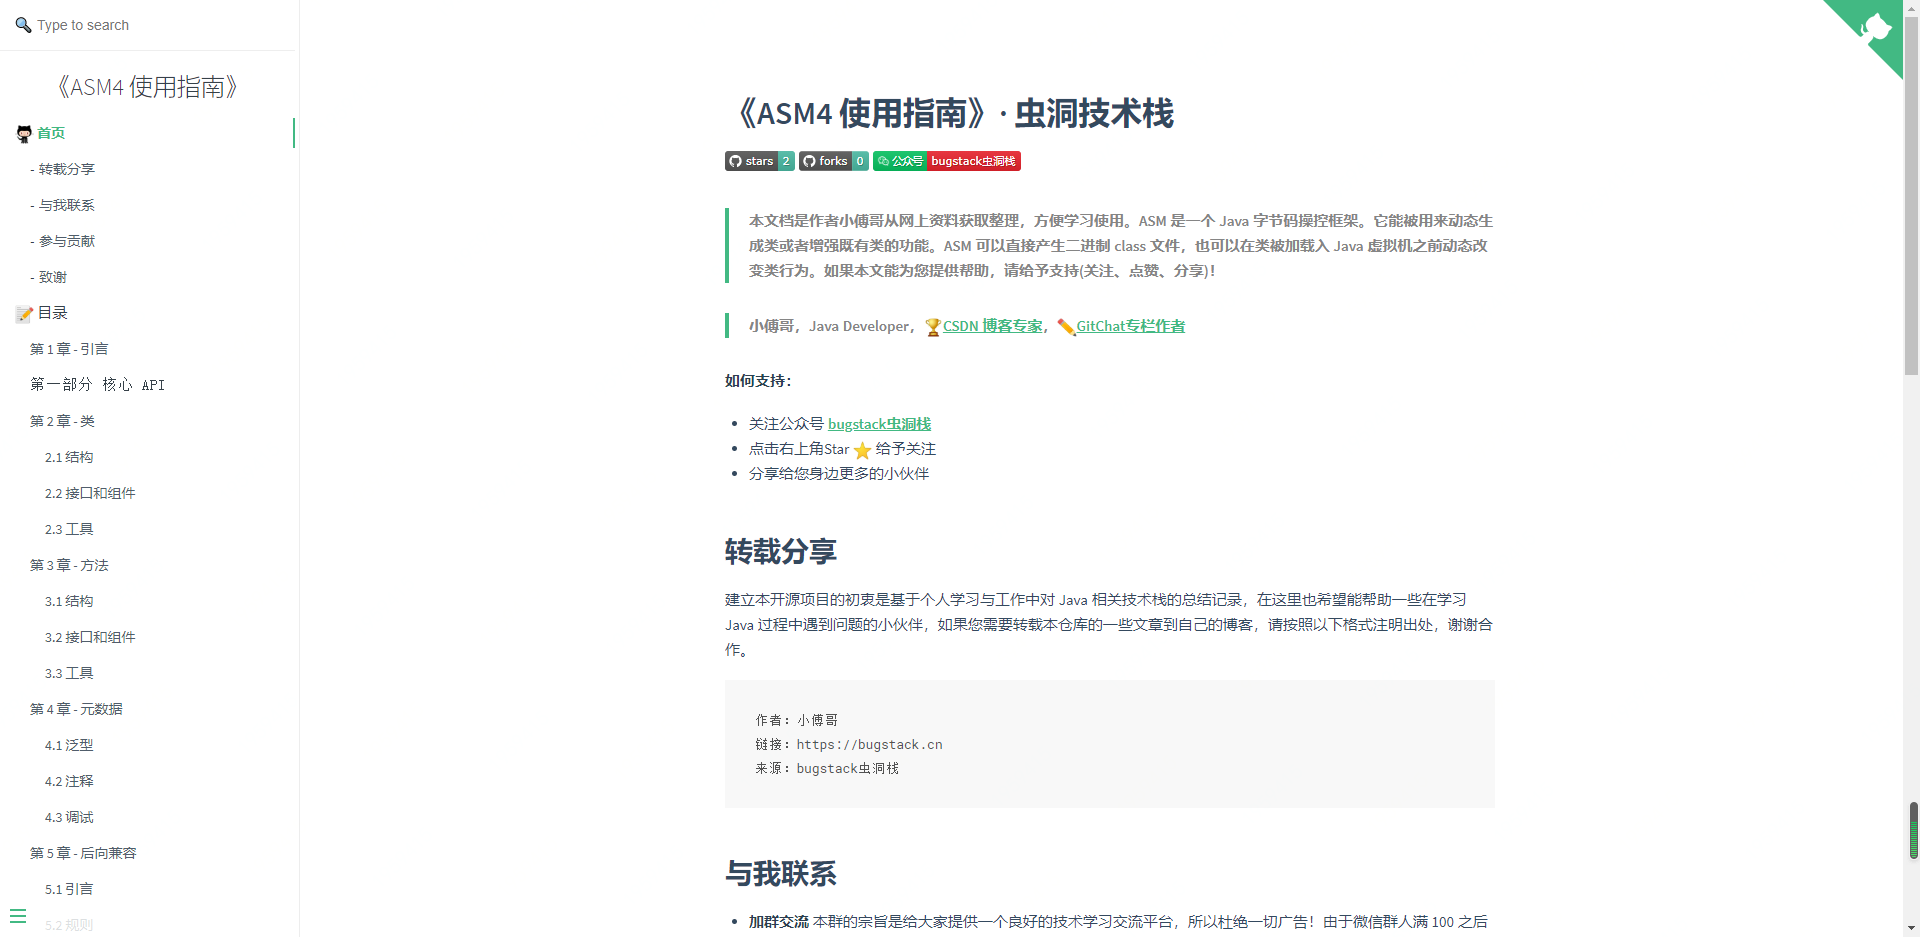 Type to search
《ASM4 使用指南》
首页
- 转载分享
- 与我联系
- 参与贡献
- 致谢
目录
第 1 章 - 引言
第一部分 核心 API
第 2 章 - 类
2.1 结构
2.2 接口和组件
2.3 工具
第 3 章 - 方法
3.1 结构
3.2 接口和组件
3.3 工具
第 4 章 - 元数据
4.1 泛型
4.2 注释
4.3 调试
第 5 章 - 后向兼容
5.1 引言
5.2 规则
《ASM4 使用指南》· 虫洞技术栈
stars 2 forks 0 公众号 bugstack虫洞栈
本文档是作者小傅哥从网上资料获取整理，方便学习使用。ASM 是一个 Java 字节码操控框架。它能被用来动态生
成类或者增强既有类的功能。ASM 可以直接产生二进制 class 文件，也可以在类被加载入 Java 虚拟机之前动态改
变类行为。如果本文能为您提供帮助，请给予支持(关注、点赞、分享)！
小傅哥，Java Developer，🏆CSDN 博客专家，✏️GitChat专栏作者
如何支持：
• 关注公众号 bugstack虫洞栈
• 点击右上角Star ⭐ 给予关注
• 分享给您身边更多的小伙伴
转载分享
建立本开源项目的初衷是基于个人学习与工作中对 Java 相关技术栈的总结记录，在这里也希望能帮助一些在学习
Java 过程中遇到问题的小伙伴，如果您需要转载本仓库的一些文章到自己的博客，请按照以下格式注明出处，谢谢合
作。
作者：小傅哥
链接：https://bugstack.cn
来源：bugstack虫洞栈
与我联系
• 加群交流 本群的宗旨是给大家提供一个良好的技术学习交流平台，所以杜绝一切广告！由于微信群人满 100 之后